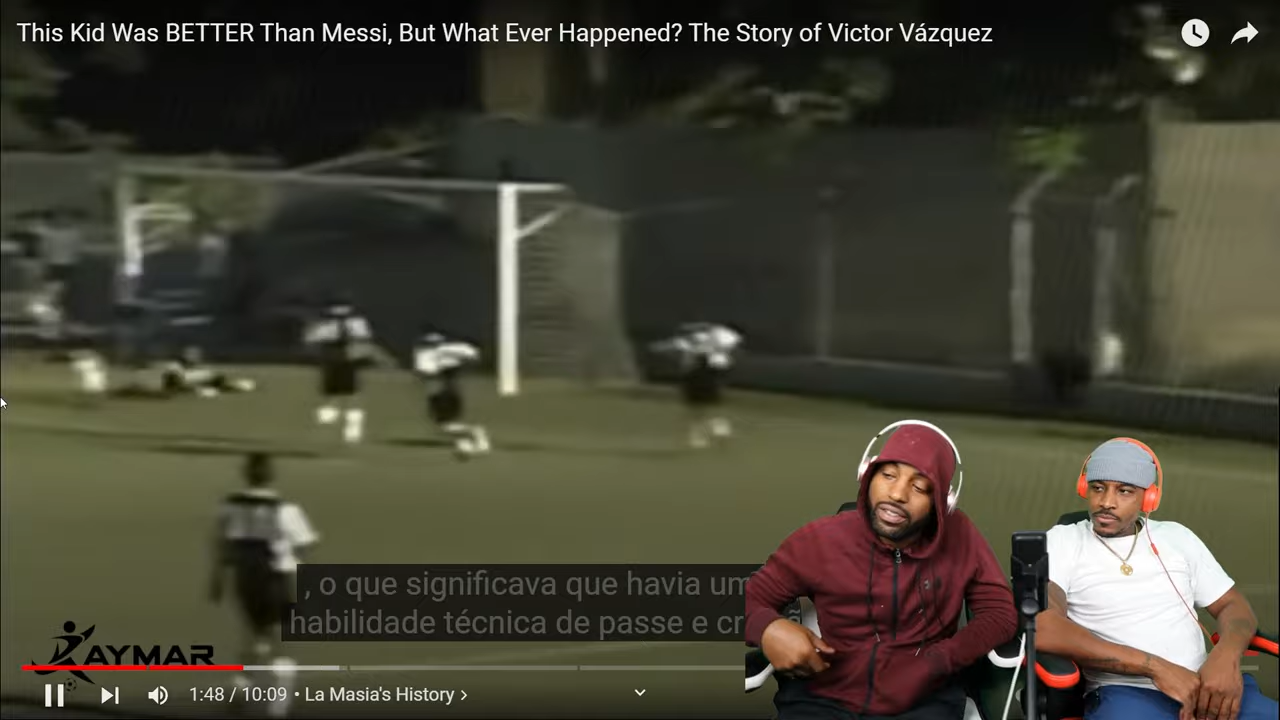 This Kid Was BETTER Than Messi, But What Ever Happened? The Story of Victor Vázquez
, o que significava que havia um
habilidade técnica de passe e cr
AYMAR
1:48 / 10:09 • La Masia's History >